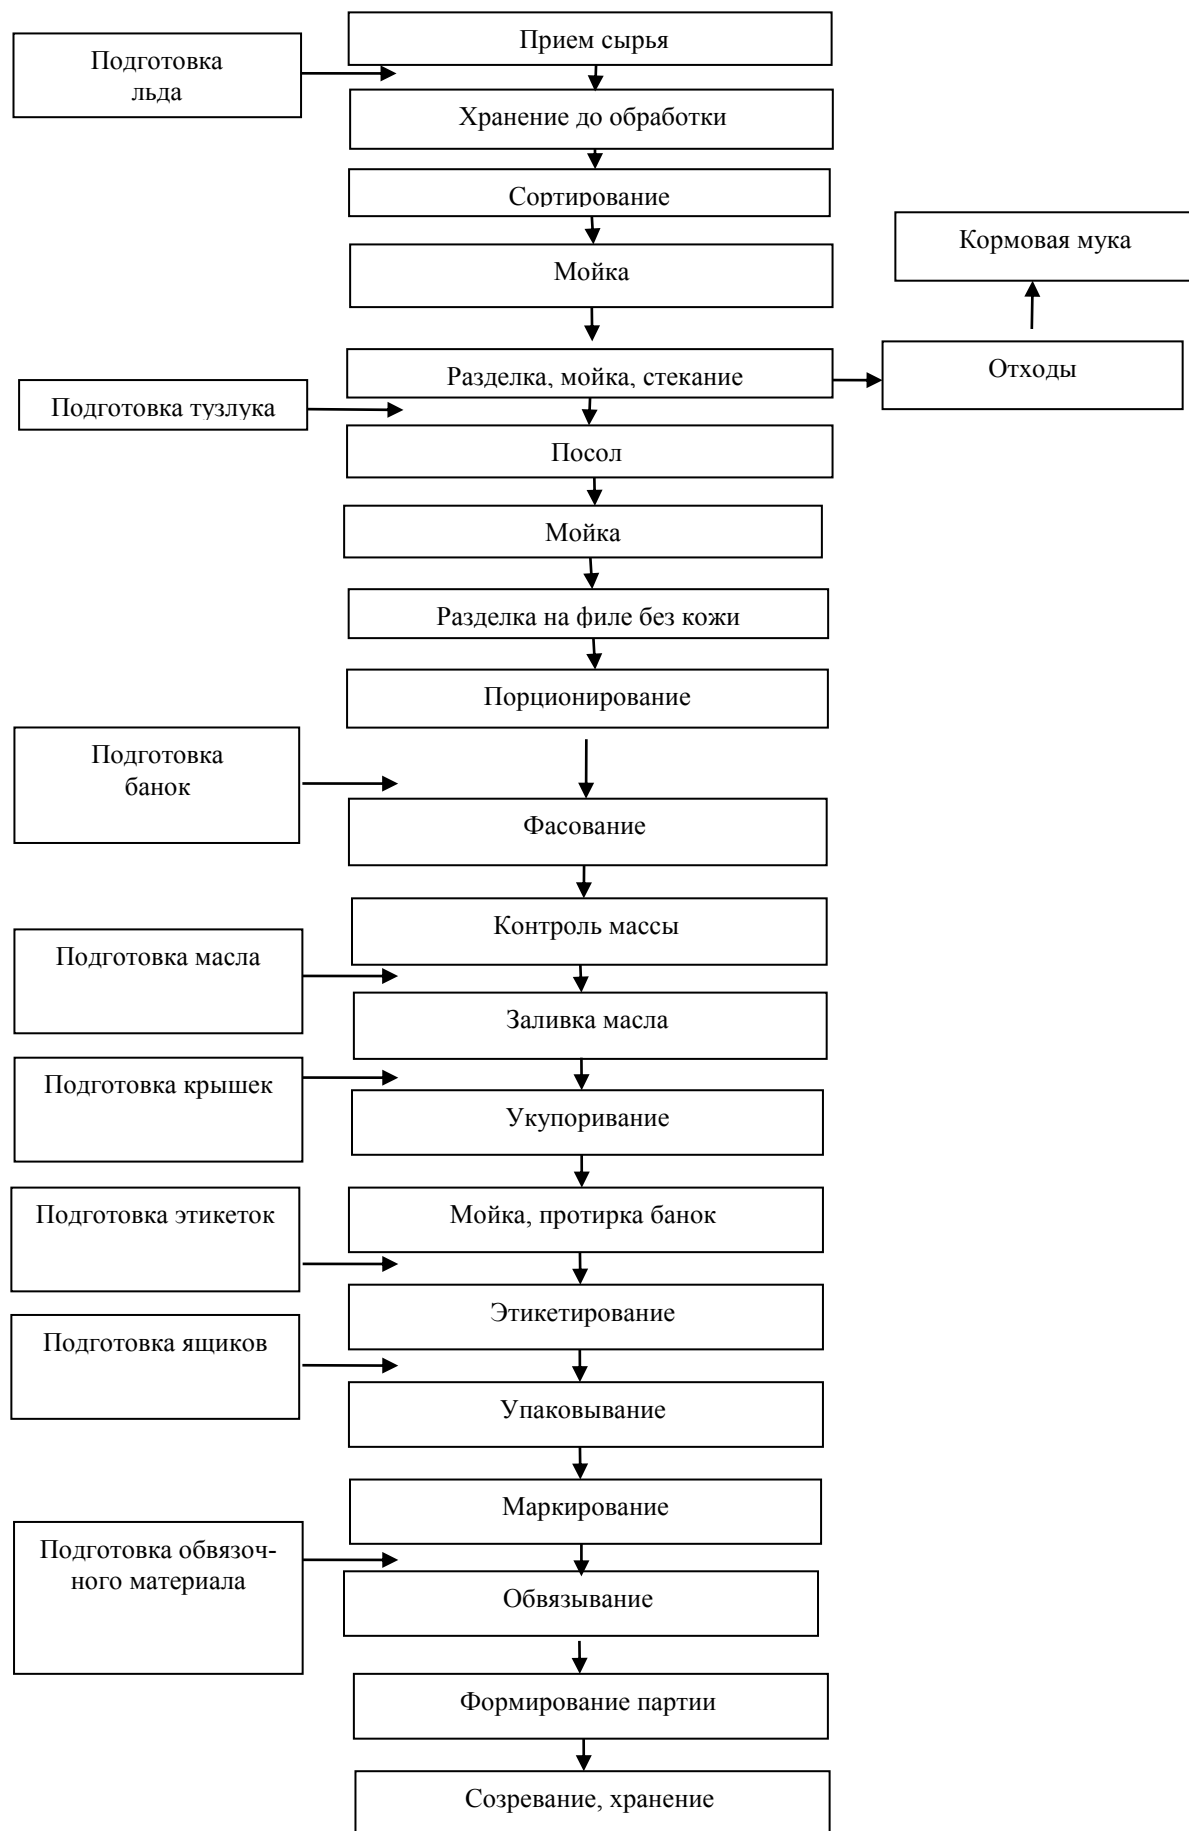 Прием сырья
Подготовка
льда
Хранение до обработки
Сортирование
Кормовая мука
Мойка
Отходы
Разделка, мойка, стекание
Подготовка тузлука
Посол
Мойка
Разделка на филе без кожи
Порционирование
Подготовка
банок
Фасование
Контроль массы
Подготовка масла
Заливка масла
Подготовка крышек
Укупоривание
Подготовка этикеток
Мойка, протирка банок
Этикетирование
Подготовка ящиков
Упаковывание
Маркирование
Подготовка обвязоч-
ного материала
Обвязывание
Формирование партии
Созревание, хранение